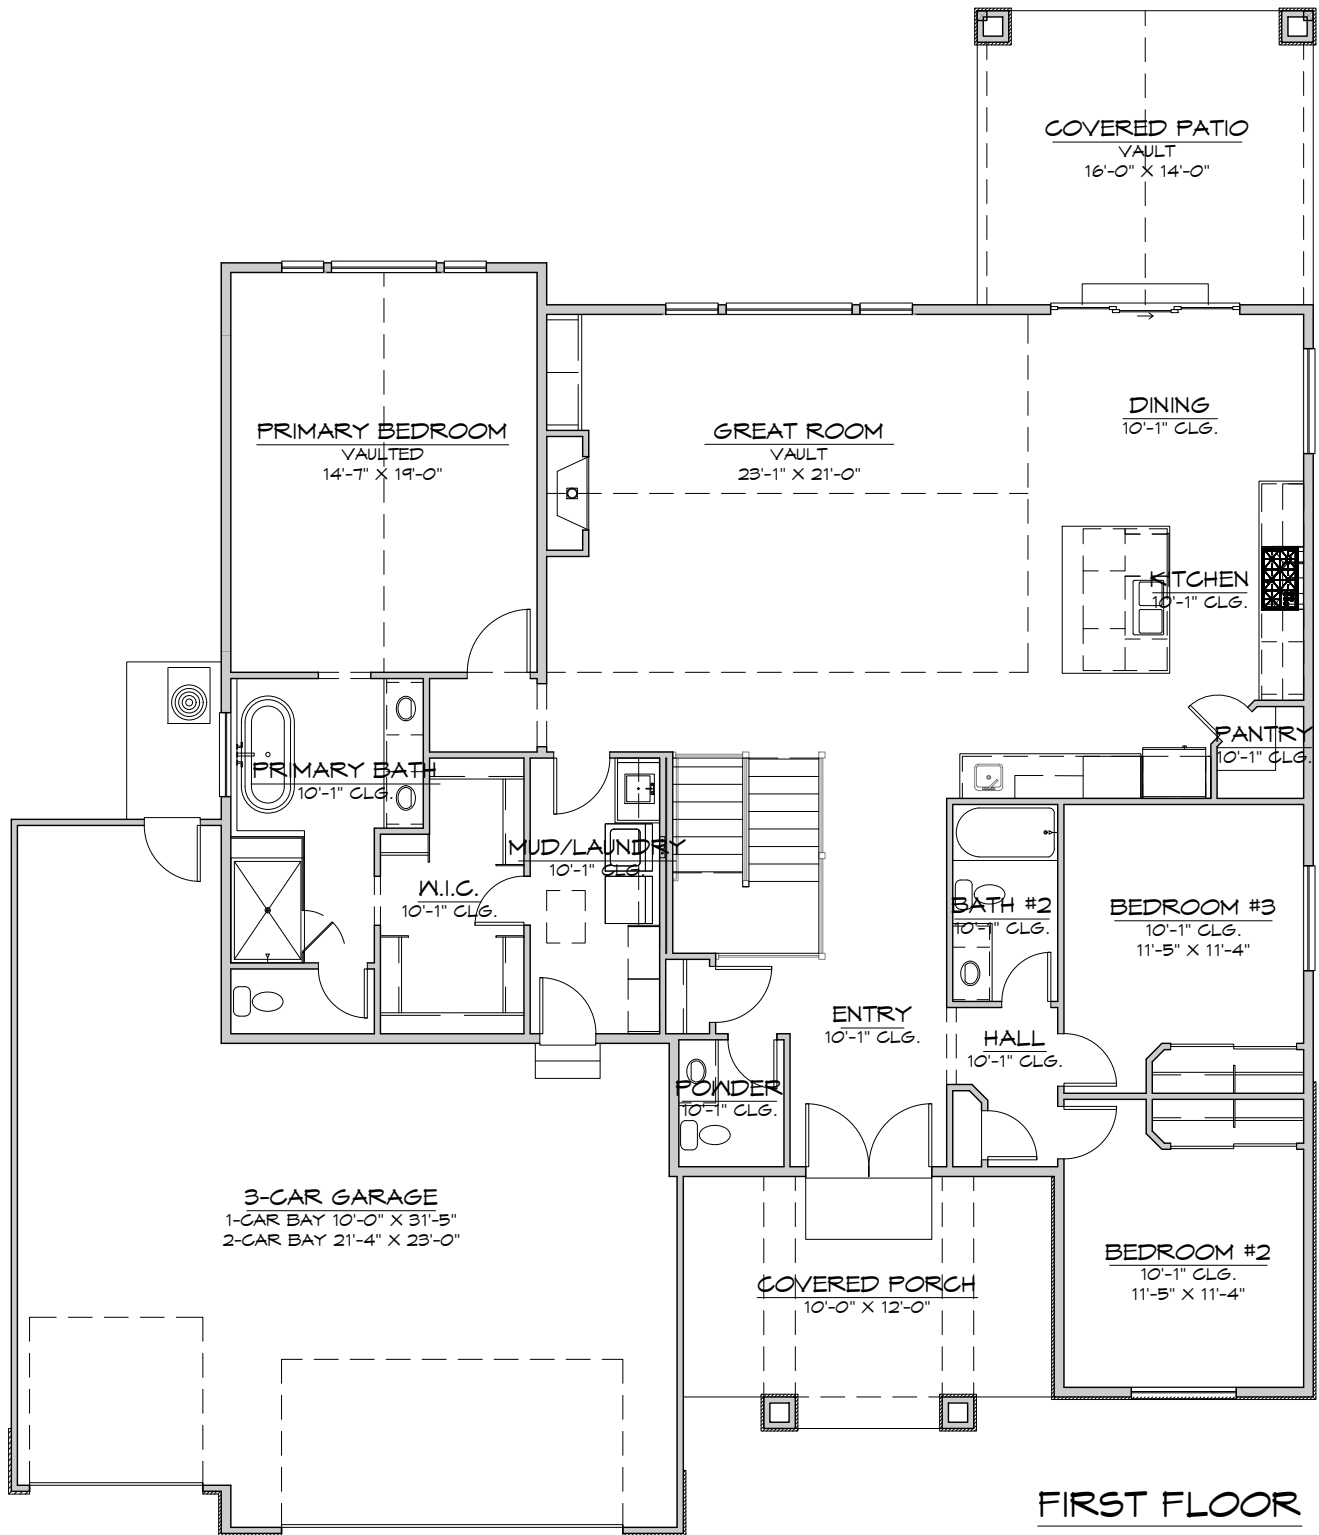 COVERED PATIO
VAULT
16'-0" X 14'-0"
PRIMARY BEDROOM
VAULTED
14'-7" X 19'-0"
GREAT ROOM
VAULT
23'-1" X 21'-0"
DINING
10'-1" CLG.
KITCHEN
10'-1" CLG.
PANTRY
10'-1" CLG.
PRIMARY BATH
10'-1" CLG.
W.I.C.
10'-1" CLG.
MUD/LAUNDRY
10'-1" CLG.
BATH #2
10'-1" CLG.
BEDROOM #3
10'-1" CLG.
11'-5" X 11'-4"
ENTRY
10'-1" CLG.
HALL
10'-1" CLG.
POWDER
10'-1" CLG.
3-CAR GARAGE
1-CAR BAY 10'-0" X 31'-5"
2-CAR BAY 21'-4" X 23'-0"
COVERED PORCH
10'-0" X 12'-0"
BEDROOM #2
10'-1" CLG.
11'-5" X 11'-4"
FIRST FLOOR